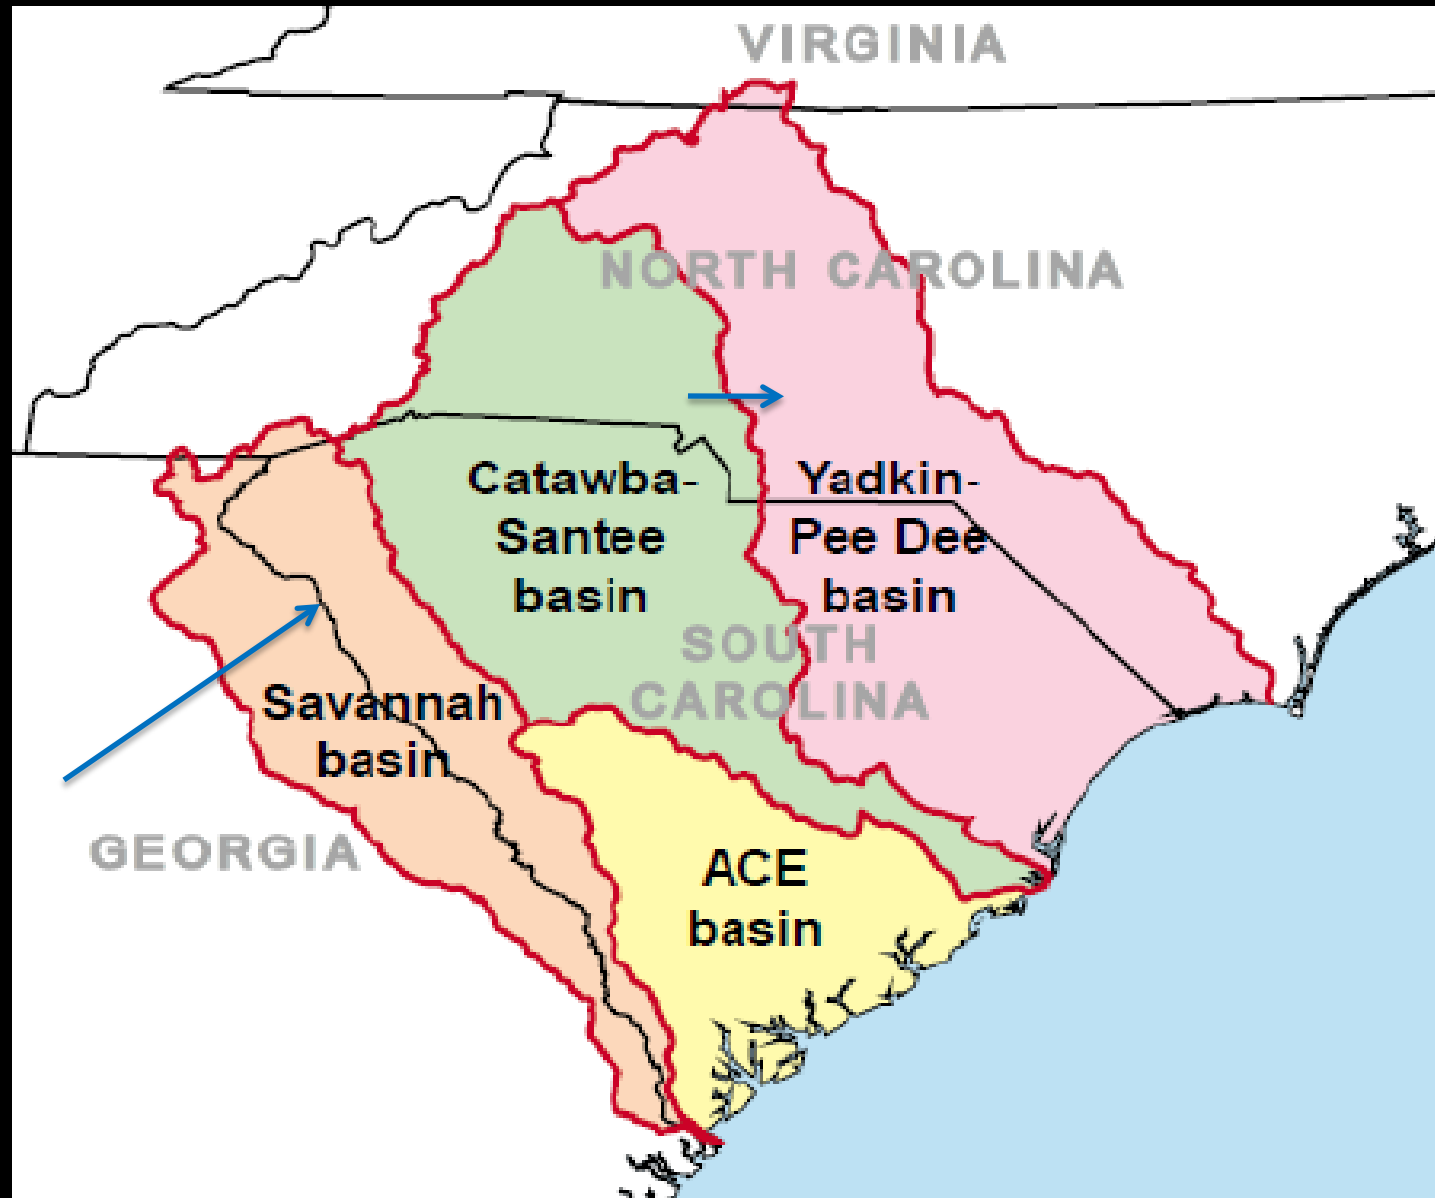 VIRGINIA
NORTH CAROLINA
Catawba-
Santee
basin
Yadkin-
Pee Dee
basin
SOUTH
CAROLINA
Savannah
basin
GEORGIA
ACE
basin